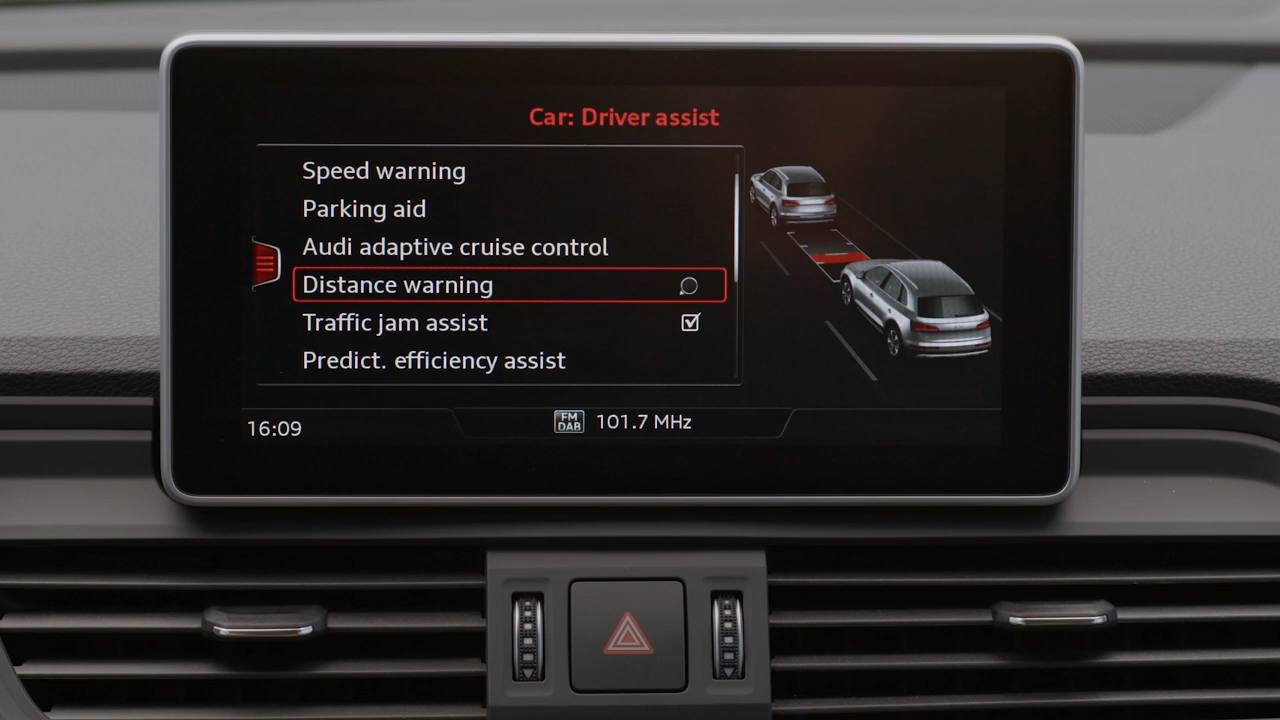 Car: Driver assist
Speed warning
Parking aid
Audi adaptive cruise control
Distance warning
Traffic jam assist
Predict. efficiency assist
16:09
FM
DAB
101.7 MHz